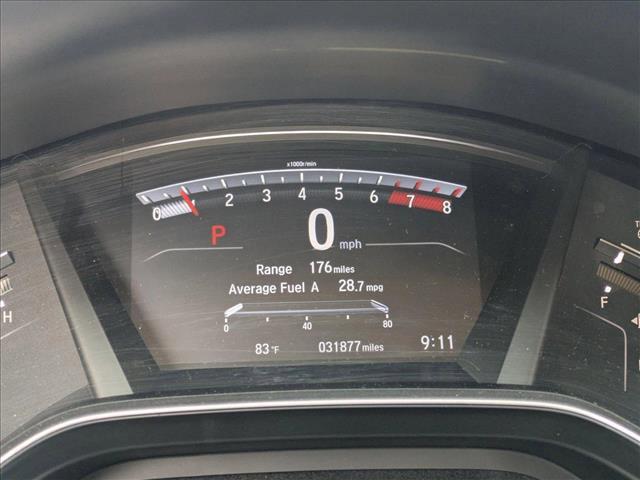 x1000r/min
0 2 3 4 5 6 7 8
P 0 mph
Range 176 miles
Average Fuel A 28.7 mpg
0 40 80
83 °F 031877 miles 9:11
H
F